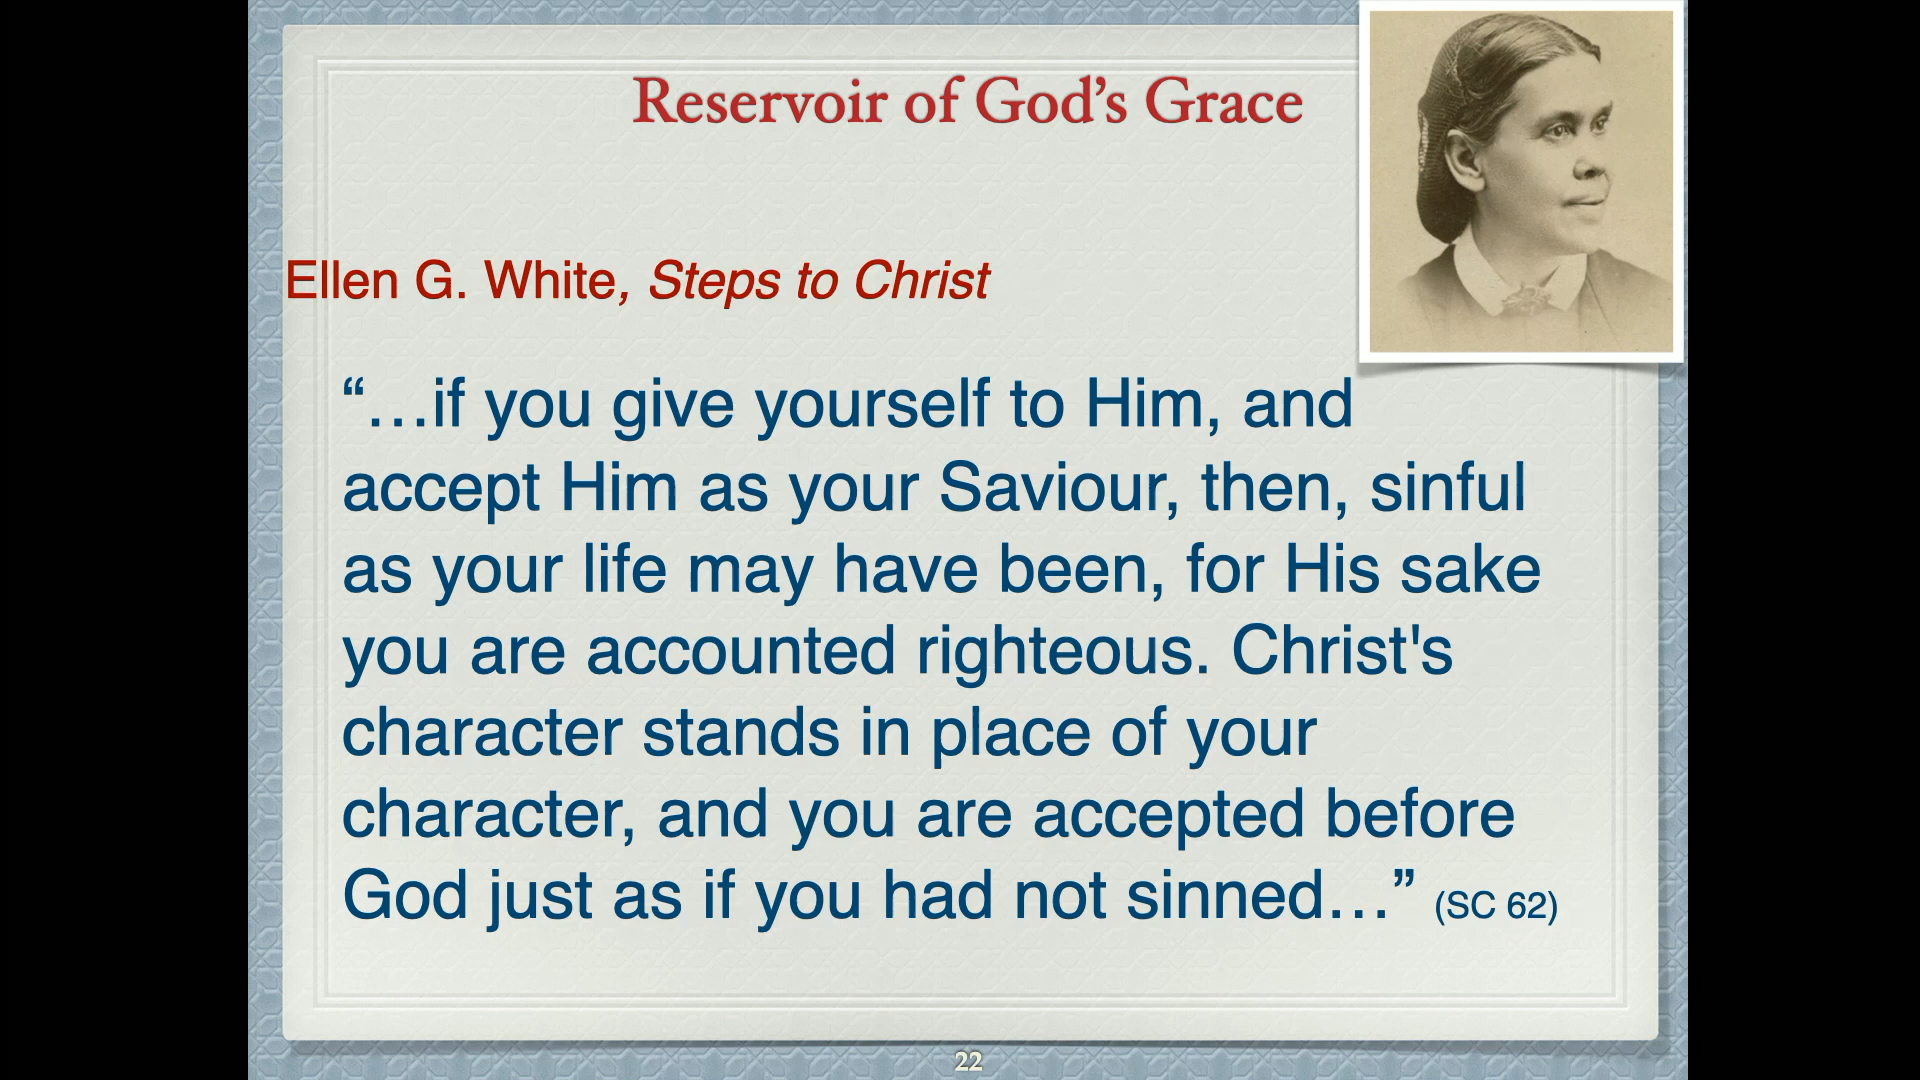 Reservoir of God’s Grace
Ellen G. White, Steps to Christ
“…if you give yourself to Him, and
accept Him as your Saviour, then, sinful
as your life may have been, for His sake
you are accounted righteous. Christ's
character stands in place of your
character, and you are accepted before
God just as if you had not sinned…” (SC 62)
22